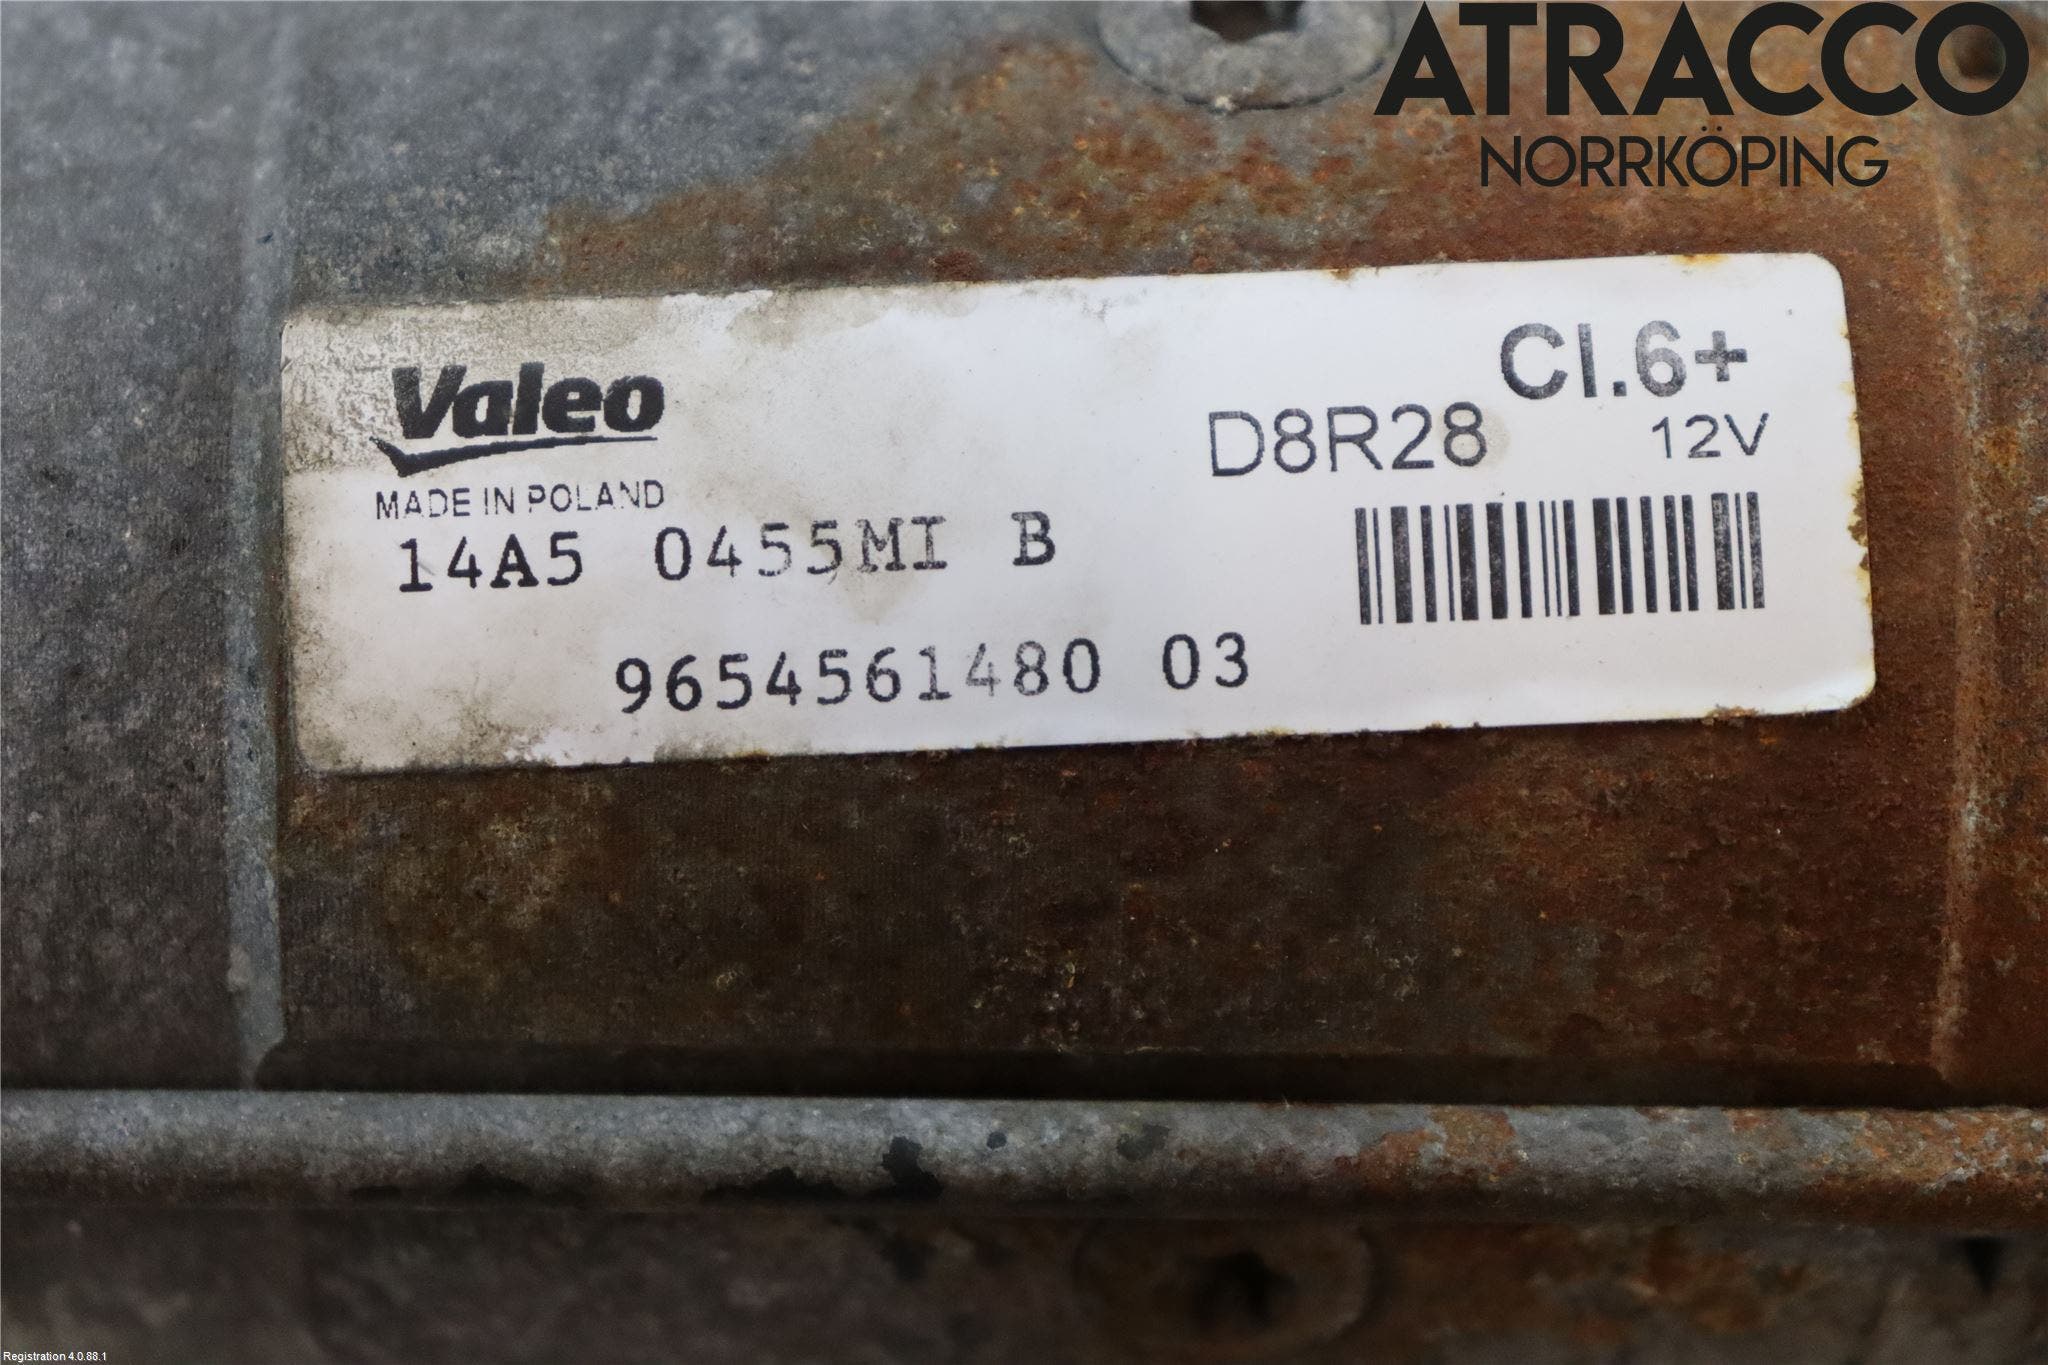 ATRACCO
NORRKÖPING
Valeo
MADE IN POLAND
Cl.6+
D8R28
12V
14A5 0455MI B
9654561480 03
Registration 4.0.88.1